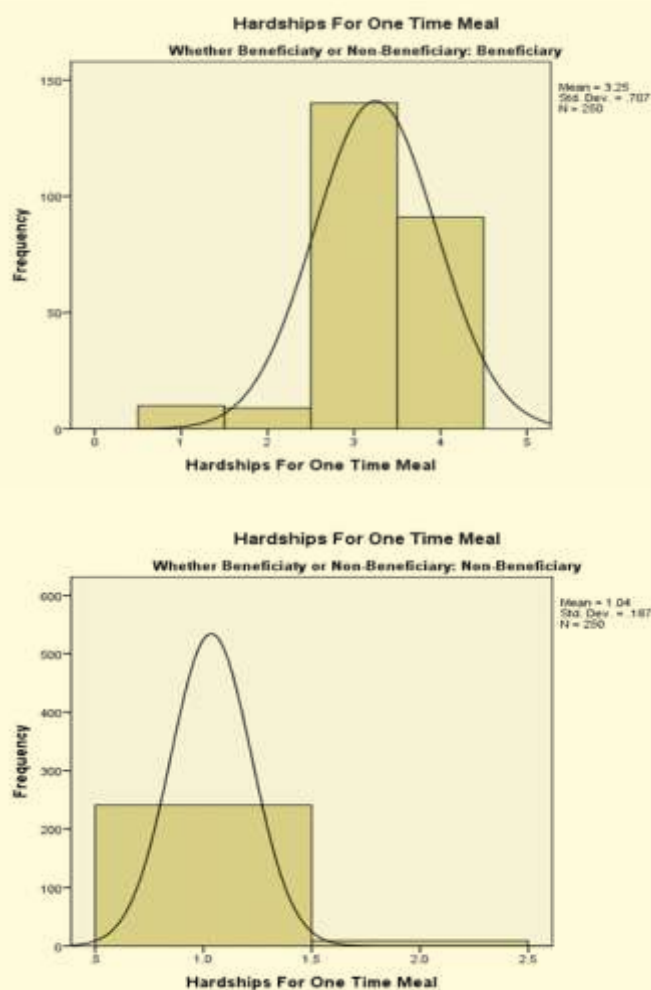 Hardships For One Time Meal
Whether Beneficiaty or Non-Beneficiary: Beneficiary
Mean = 3.25
Std. Dev. = .707
N = 250
150
100
50
0
Frequency
0 1 2 3 4 5
Hardships For One Time Meal
Hardships For One Time Meal
Whether Beneficiaty or Non-Beneficiary: Non-Beneficiary
Mean = 1.04
Std. Dev. = .187
N = 250
600
500
400
300
200
100
0
Frequency
.5 1.0 1.5 2.0 2.5
Hardships For One Time Meal